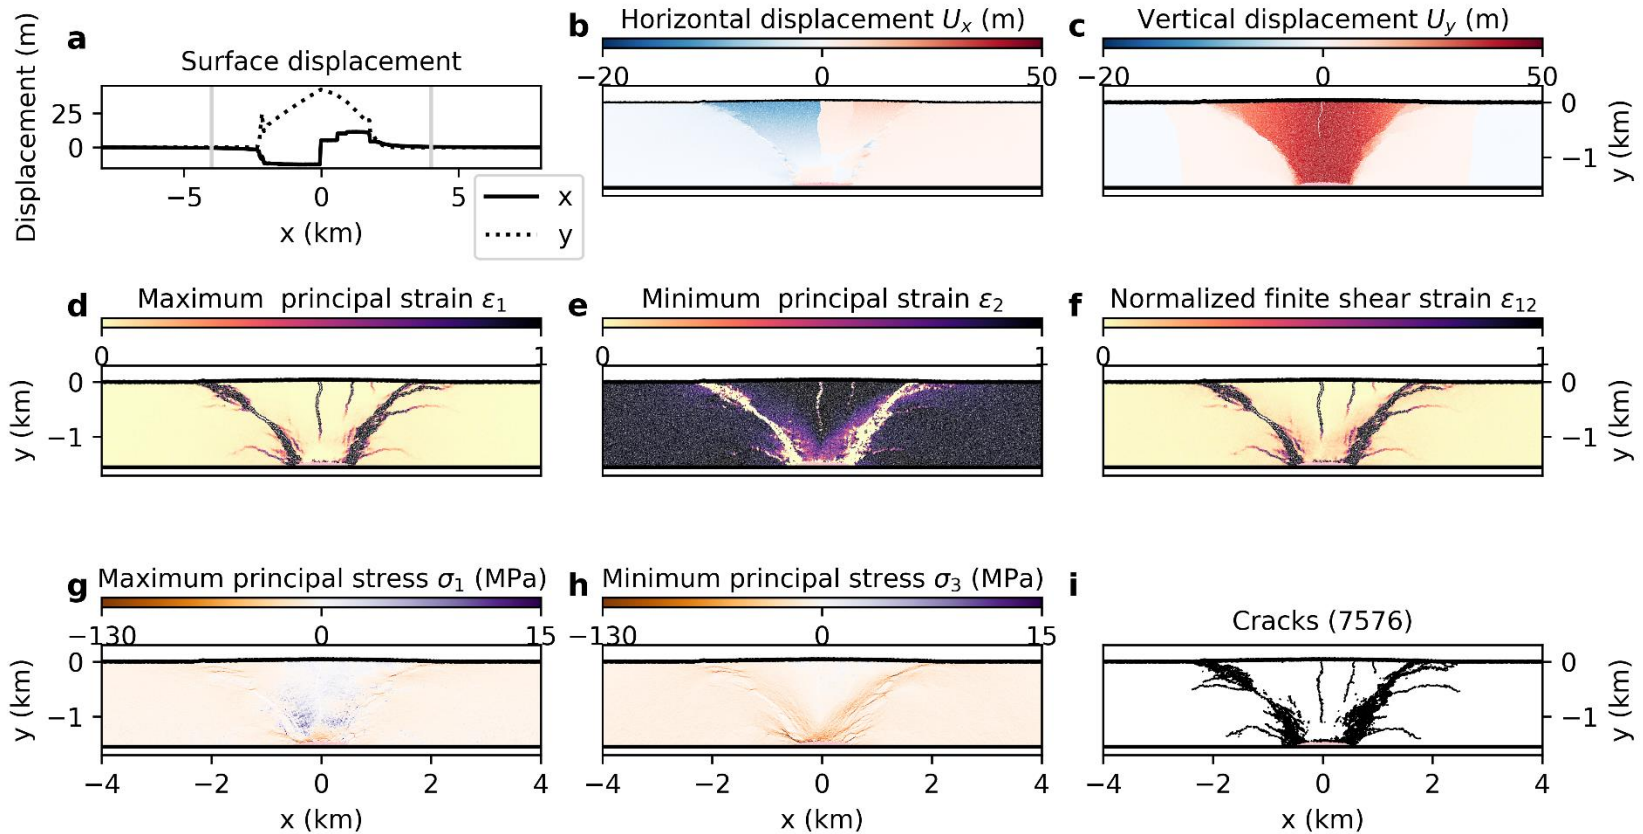 a
Surface displacement
Displacement (m)
25
0
−5 0 5
x (km)
x
y
b Horizontal displacement Ux (m)
−20 0 50
c Vertical displacement Uy (m)
−20 0 50
0
−1
y (km)
d Maximum  principal strain ε1
0 1
0
−1
y (km)
e Minimum  principal strain ε2
0 1
f Normalized finite shear strain ε12
0 1
0
−1
y (km)
g Maximum principal stress σ1 (MPa)
−130 0 15
0
−1
y (km)
−4 −2 0 2 4
x (km)
h Minimum principal stress σ3 (MPa)
−130 0 15
−4 −2 0 2 4
x (km)
i
Cracks (7576)
0
−1
y (km)
−4 −2 0 2 4
x (km)